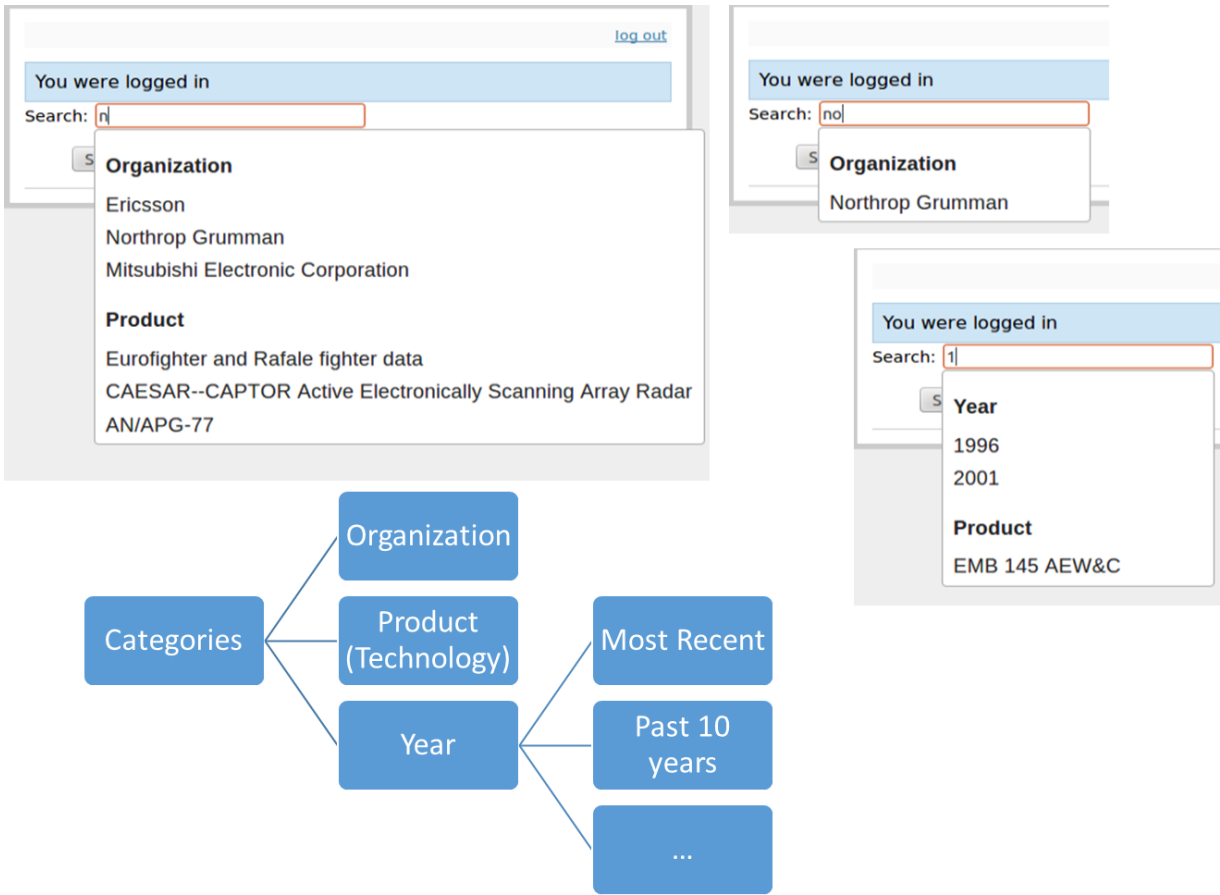 log out
You were logged in
Search: n
S
Organization
Ericsson
Northrop Grumman
Mitsubishi Electronic Corporation
Product
Eurofighter and Rafale fighter data
CAESAR--CAPTOR Active Electronically Scanning Array Radar
AN/APG-77
You were logged in
Search: no
S
Organization
Northrop Grumman
You were logged in
Search: 1
S
Year
1996
2001
Product
EMB 145 AEW&C
Categories
Organization
Product
(Technology)
Year
Most Recent
Past 10
years
...